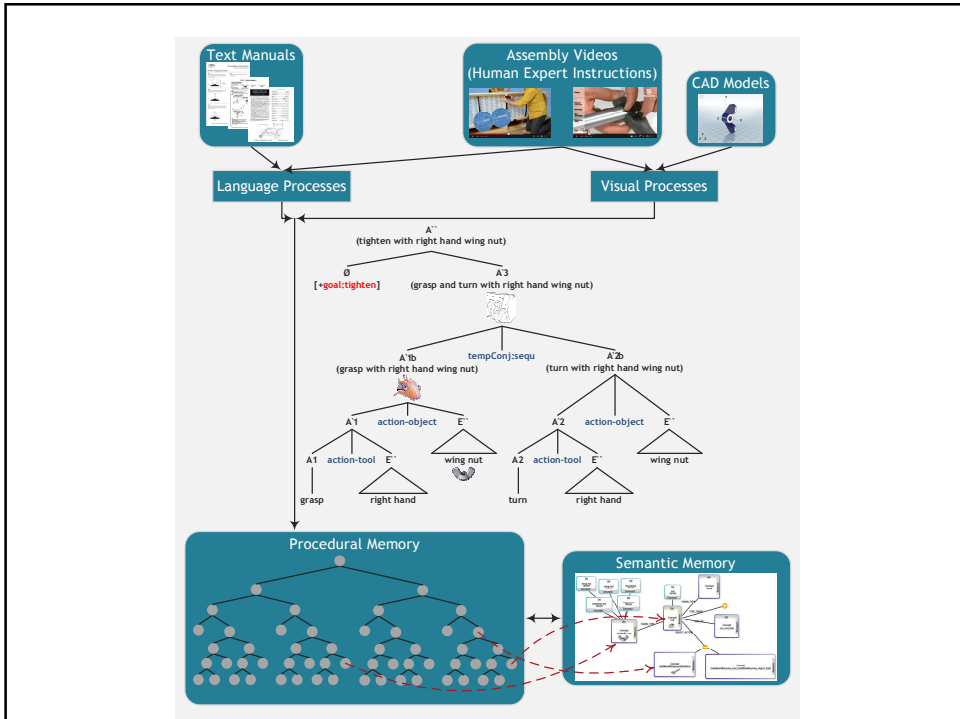 Text Manuals
Assembly Videos
(Human Expert Instructions)
CAD Models
Language Processes
Visual Processes
A``
(tighten with right hand wing nut)
Ø
[+goal:tighten]
A`3
(grasp and turn with right hand wing nut)
A`1b
(grasp with right hand wing nut)
tempConj:sequ
A`2b
(turn with right hand wing nut)
A`1
action-object
E``
A`2
action-object
E``
A1
action-tool
E``
wing nut
A2
action-tool
E``
wing nut
grasp
right hand
turn
right hand
Procedural Memory
Semantic Memory